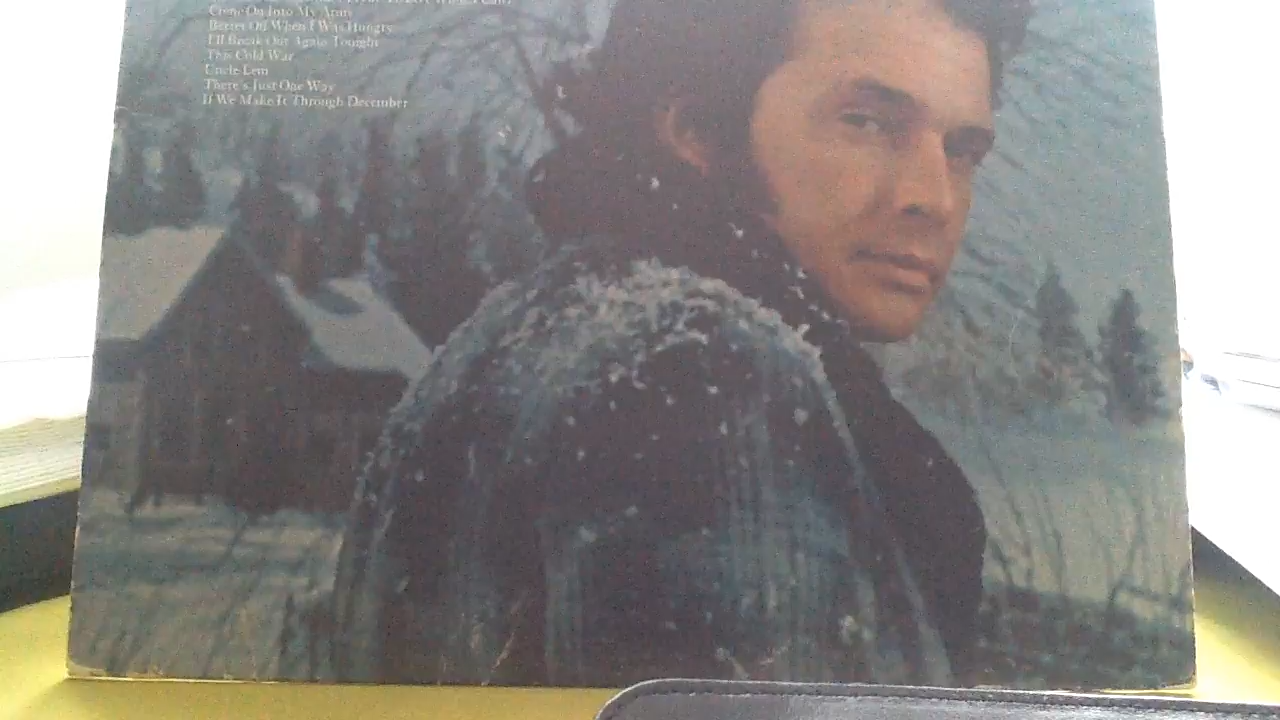 Come On Into My Arms
Better Off When I Was Hungry
I'll Break Out Again Tonight
This Cold War
Uncle Lem
There's Just One Way
If We Make It Through December